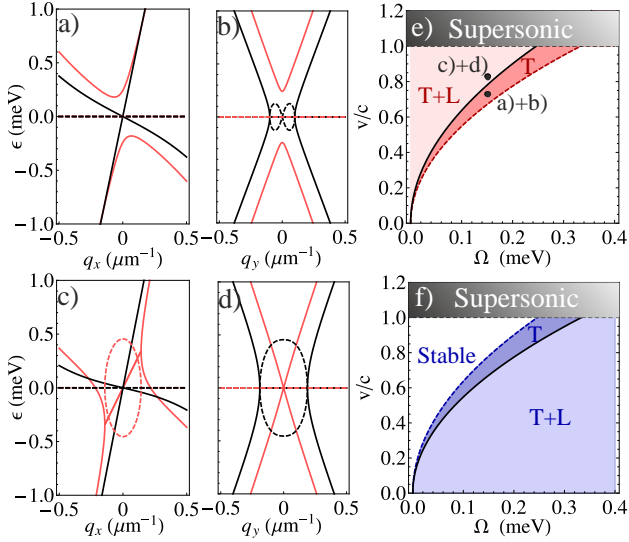 a)
1.0
0.5
0.0
−0.5
−1.0
ϵ (meV)
−0.5
0
0.5
q_x (μm⁻¹)
b)
−0.5
0
0.5
q_y (μm⁻¹)
e)
Supersonic
1.2
1.0
0.8
0.6
0.4
0.2
0.0
v/c
c)+d)
T
T+L
a)+b)
0.0
0.1
0.2
0.3
0.4
Ω (meV)
c)
1.0
0.5
0.0
−0.5
−1.0
ϵ (meV)
−0.5
0
0.5
q_x (μm⁻¹)
d)
−0.5
0
0.5
q_y (μm⁻¹)
f)
Supersonic
1.2
1.0
0.8
0.6
0.4
0.2
0.0
v/c
Stable
T
T+L
0.0
0.1
0.2
0.3
0.4
Ω (meV)